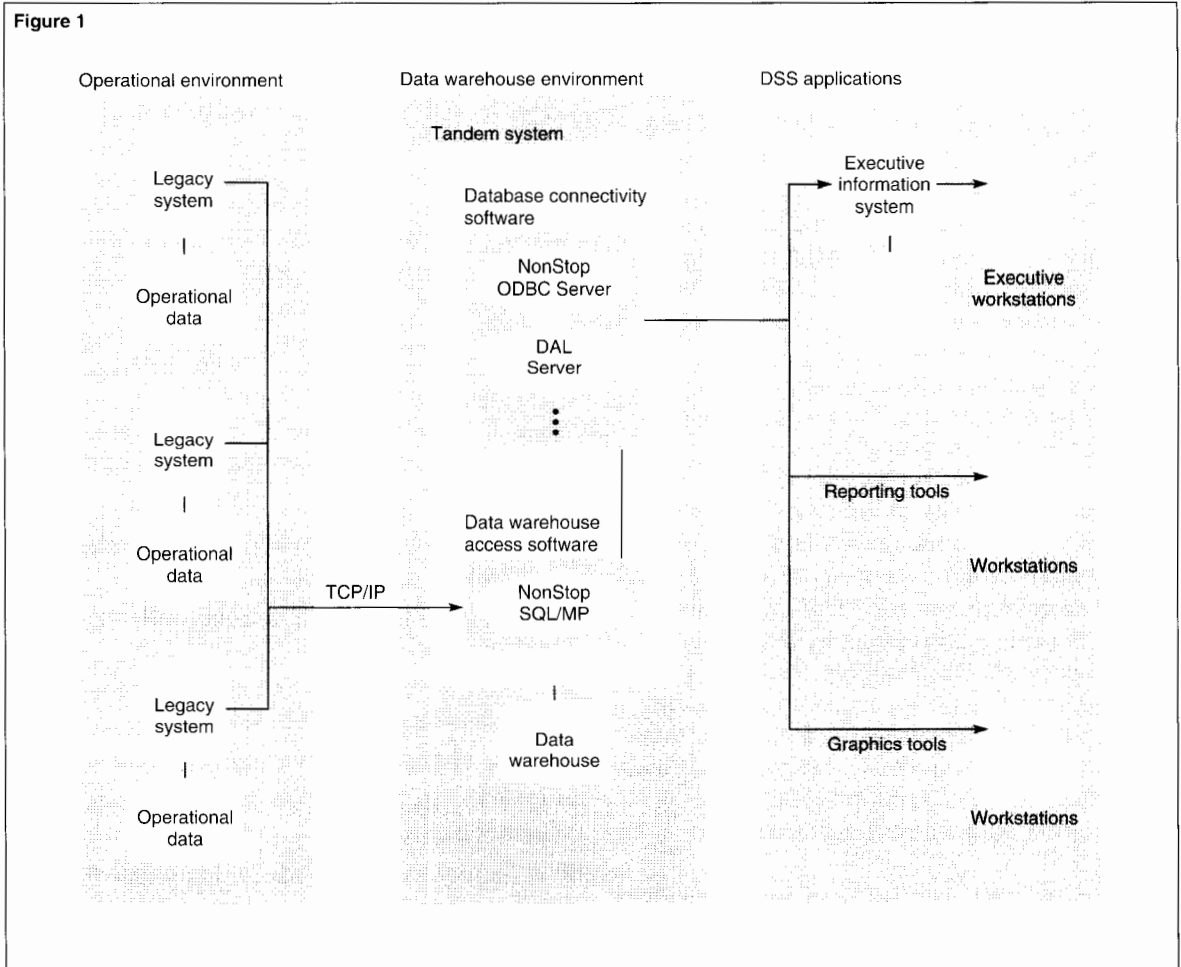 Figure 1
Operational environment
Data warehouse environment
DSS applications
Legacy
system
Operational
data
Legacy
system
Operational
data
Legacy
system
Operational
data
TCP/IP
Tandem system
Database connectivity
software
NonStop
ODBC Server
DAL
Server
Data warehouse
access software
NonStop
SQL/MP
Data
warehouse
Executive
information
system
Executive
workstations
Reporting tools
Workstations
Graphics tools
Workstations